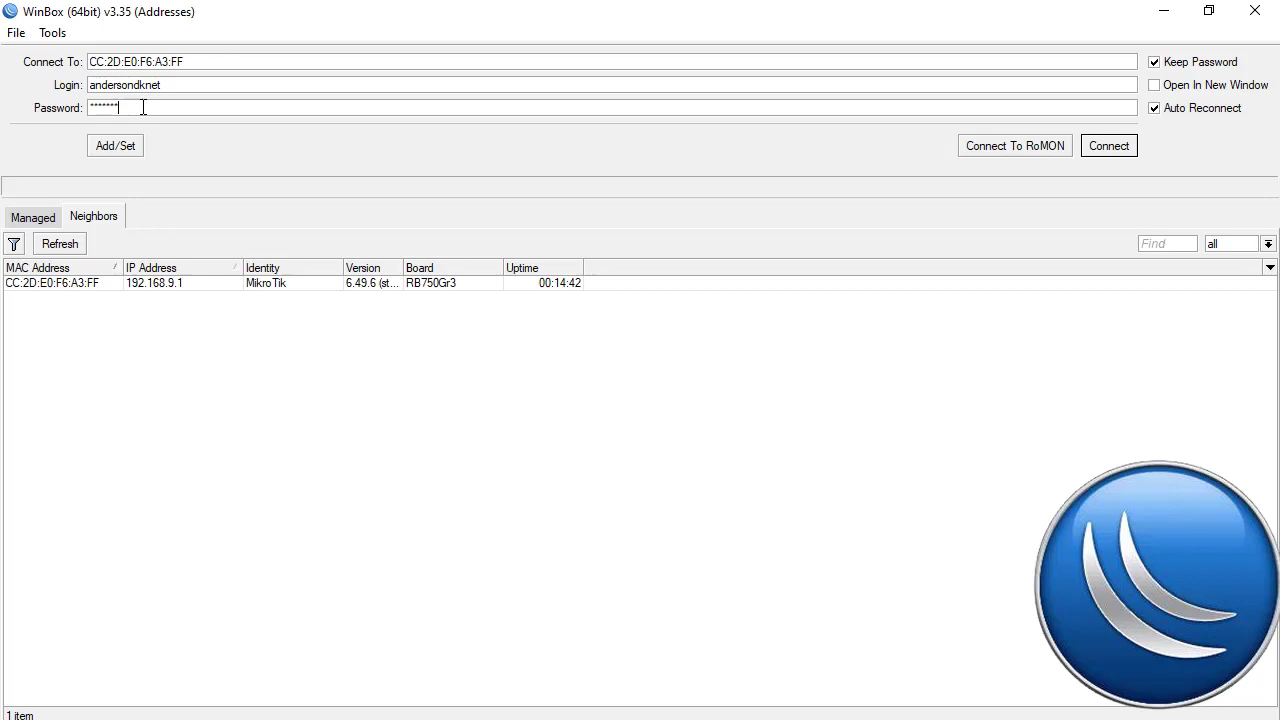 WinBox (64bit) v3.35 (Addresses)
File Tools
Connect To: CC:2D:E0:F6:A3:FF
Keep Password
Login: andersondknet
Open In New Window
Password: *******
Auto Reconnect
Add/Set Connect To RoMON Connect
Managed Neighbors
Refresh Find all
MAC Address IP Address Identity Version Board Uptime
CC:2D:E0:F6:A3:FF 192.168.9.1 MikroTik 6.49.6 (st... RB750Gr3 00:14:42
1 item